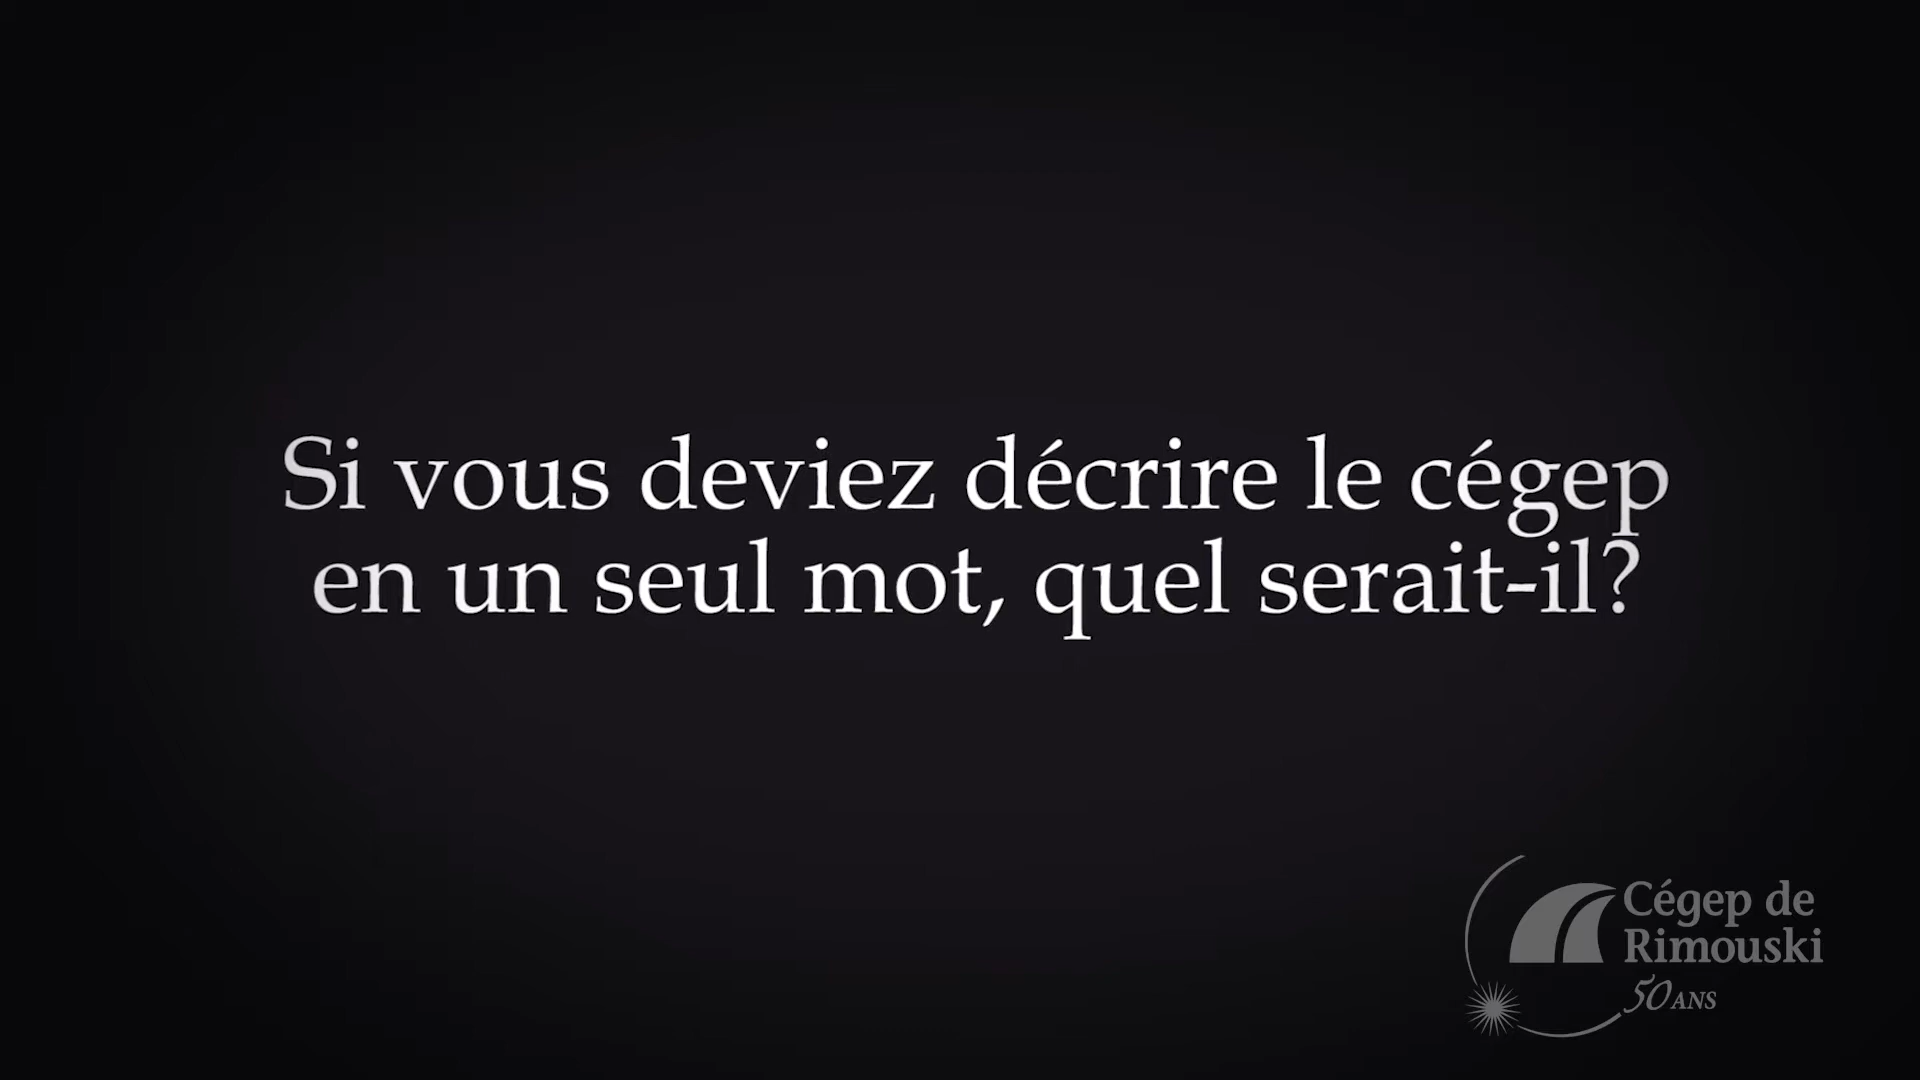 Si vous deviez décrire le cégep
en un seul mot, quel serait-il?
Cégep de
Rimouski
50 ANS